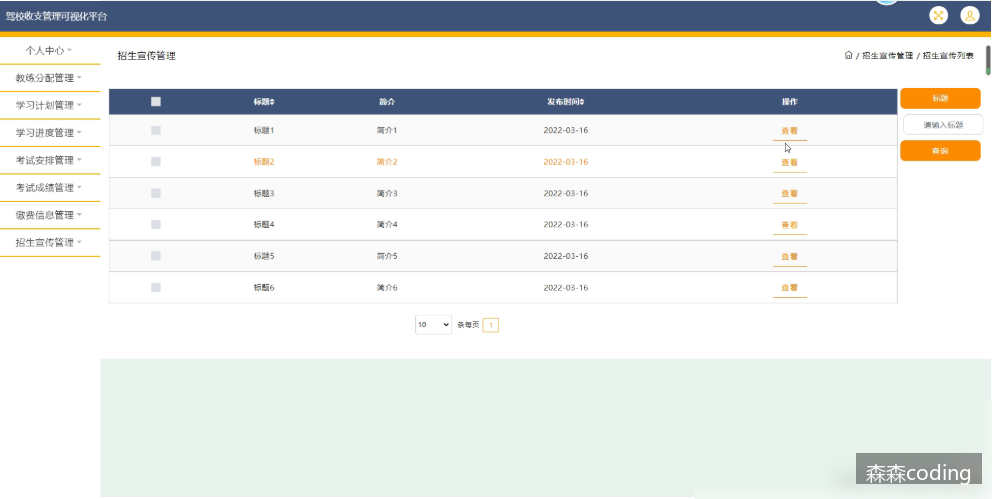 驾校收支管理可视化平台
个人中心
教练分配管理
学习计划管理
学习进度管理
考试安排管理
考试成绩管理
缴费信息管理
招生宣传管理
招生宣传管理
/ 招生宣传管理 / 招生宣传列表
标题 简介 发布时间 操作
标题1 简介1 2022-03-16 查看
标题2 简介2 2022-03-16 查看
标题3 简介3 2022-03-16 查看
标题4 简介4 2022-03-16 查看
标题5 简介5 2022-03-16 查看
标题6 简介6 2022-03-16 查看
10 条每页 1
标题
请输入标题
查询
森森coding